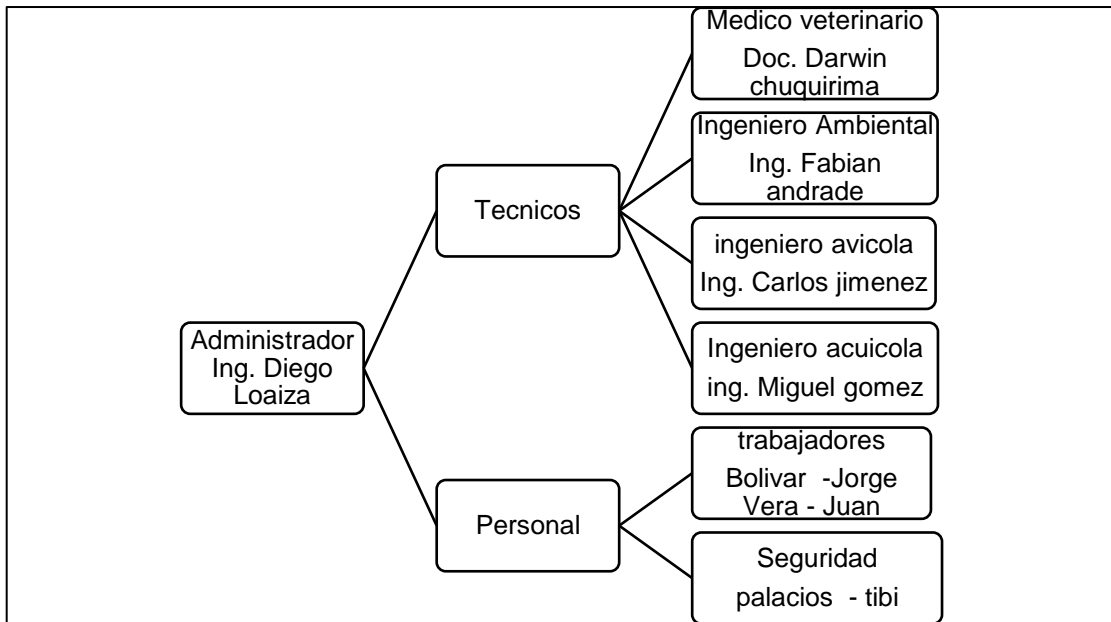 Administrador
Ing. Diego
Loaiza
Tecnicos
Medico veterinario
Doc. Darwin
chuquirima
Ingeniero Ambiental
Ing. Fabian
andrade
ingeniero avicola
Ing. Carlos jimenez
Ingeniero acuicola
ing. Miguel gomez
Personal
trabajadores
Bolivar -Jorge
Vera - Juan
Seguridad
palacios - tibi